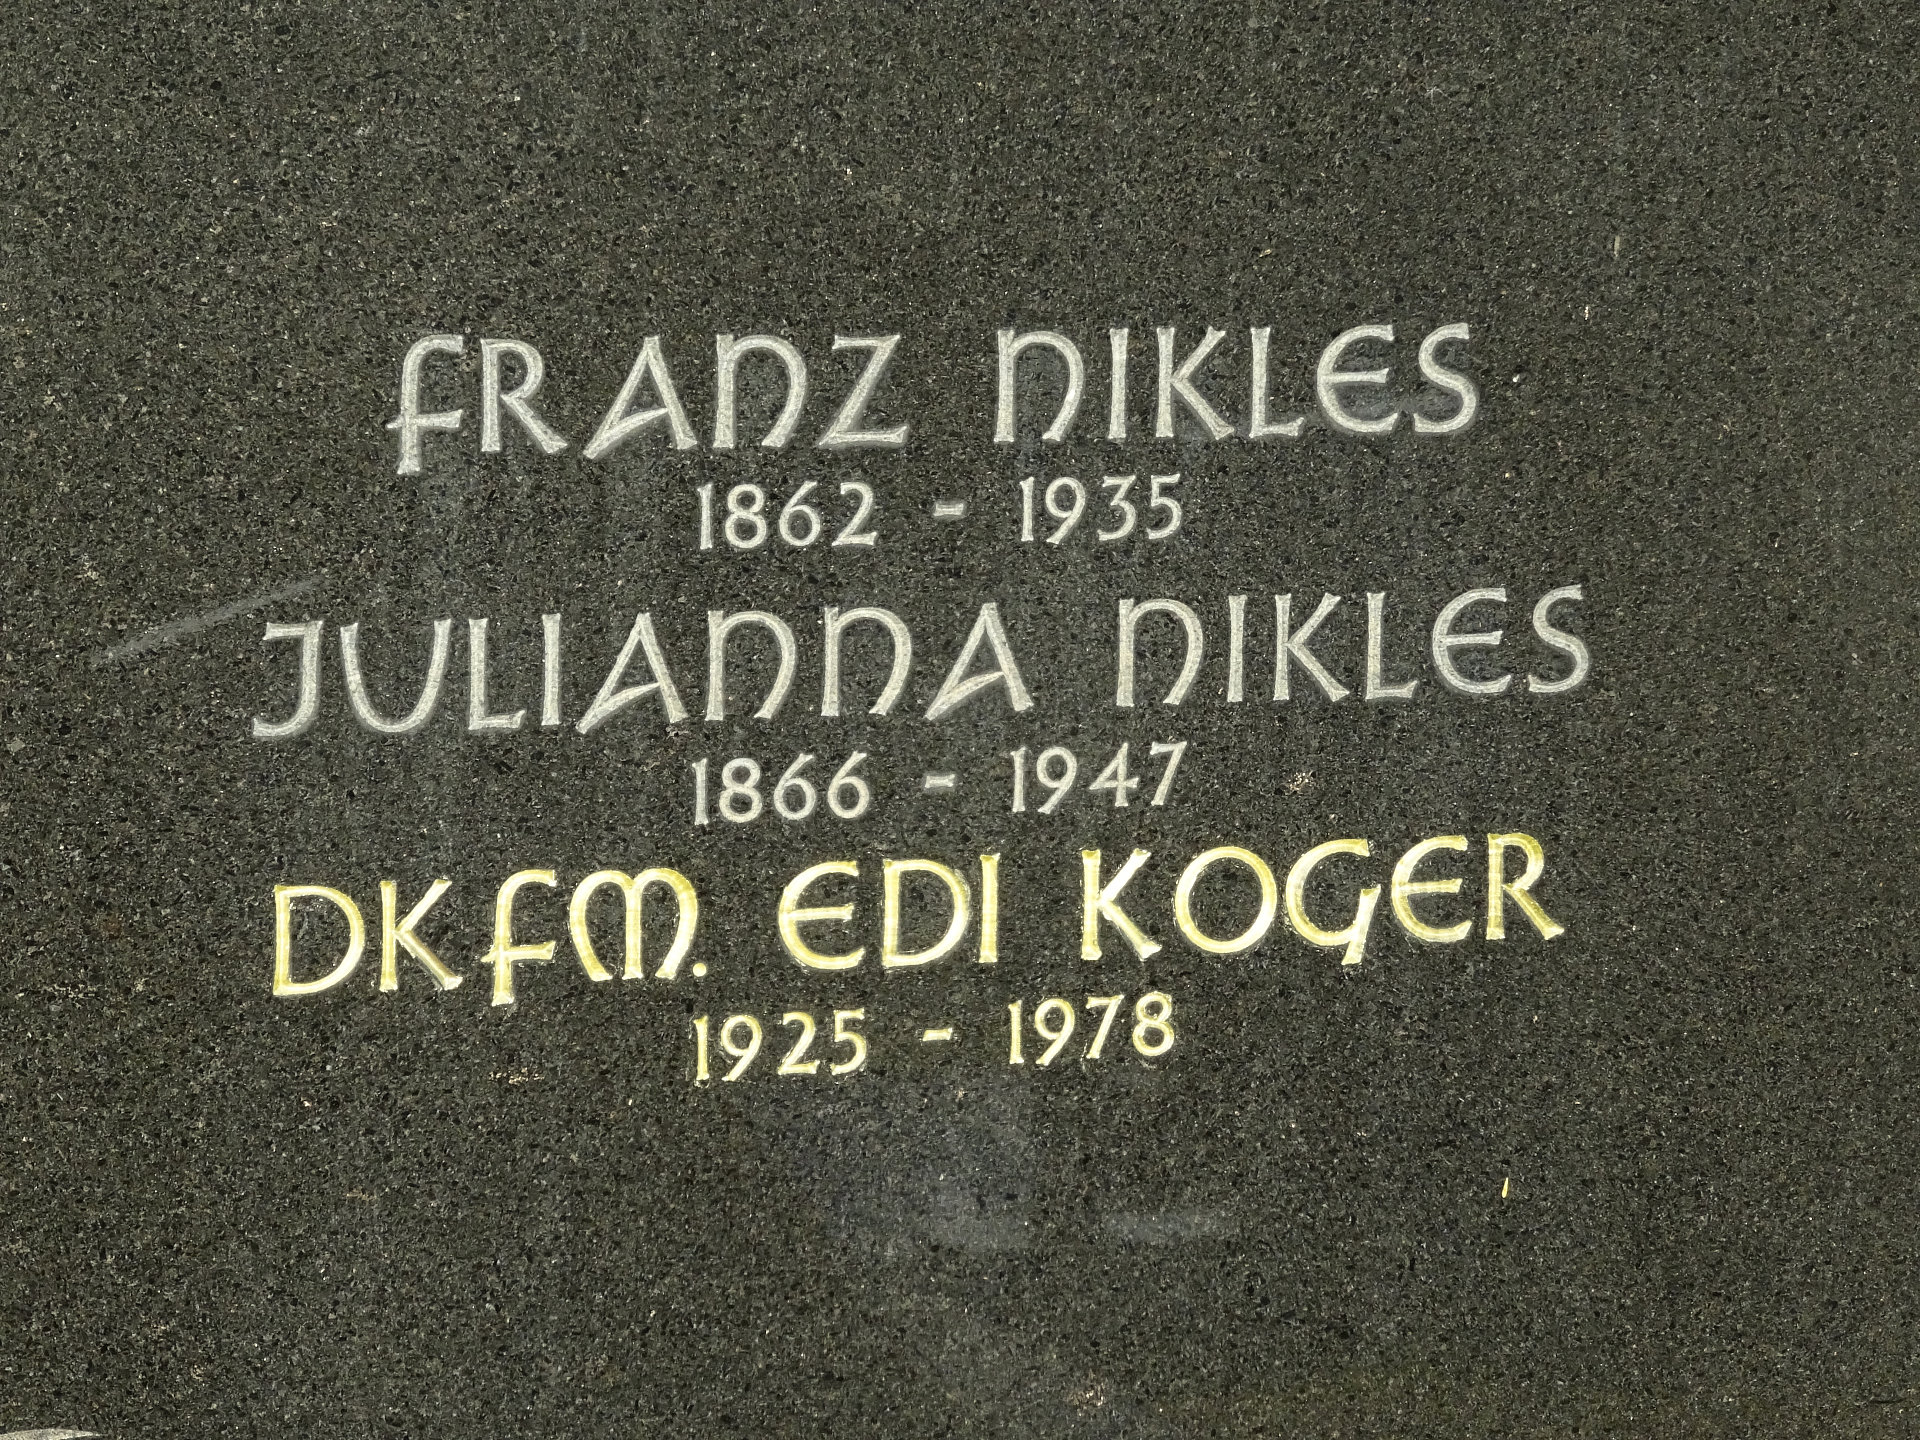 FRANZ NIKLES
1862 - 1935
JULIANNA NIKLES
1866 - 1947
DKFM. EDI KOGER
1925 - 1978